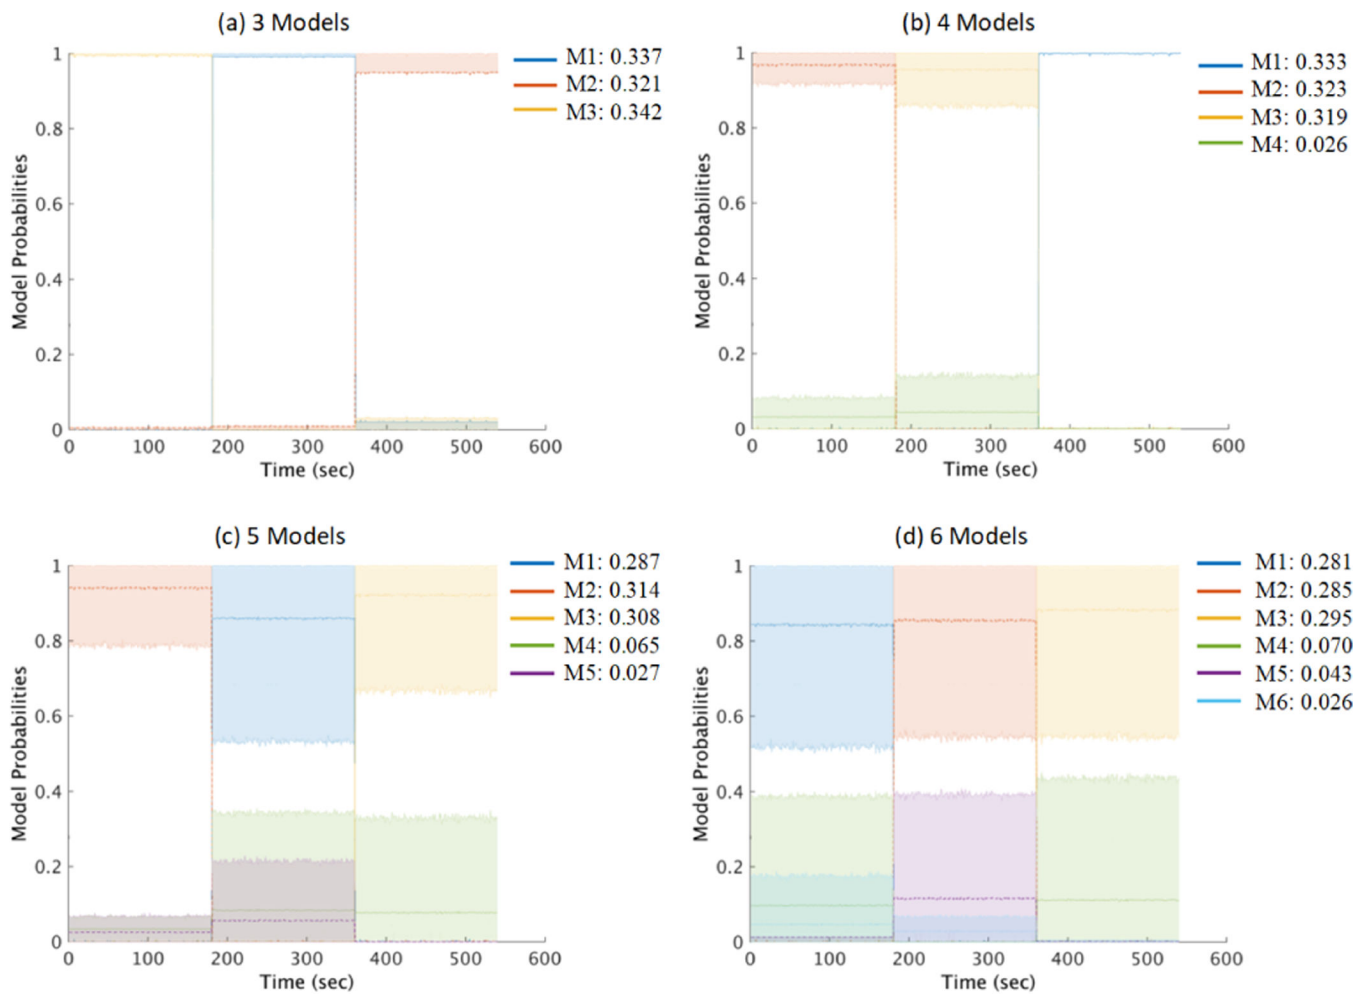 (a) 3 Models
1
0.8
0.6
0.4
0.2
0
Model Probabilities
0 100 200 300 400 500 600
Time (sec)
M1: 0.337
M2: 0.321
M3: 0.342
(b) 4 Models
1
0.8
0.6
0.4
0.2
0
Model Probabilities
0 100 200 300 400 500 600
Time (sec)
M1: 0.333
M2: 0.323
M3: 0.319
M4: 0.026
(c) 5 Models
1
0.8
0.6
0.4
0.2
0
Model Probabilities
0 100 200 300 400 500 600
Time (sec)
M1: 0.287
M2: 0.314
M3: 0.308
M4: 0.065
M5: 0.027
(d) 6 Models
1
0.8
0.6
0.4
0.2
0
Model Probabilities
0 100 200 300 400 500 600
Time (sec)
M1: 0.281
M2: 0.285
M3: 0.295
M4: 0.070
M5: 0.043
M6: 0.026